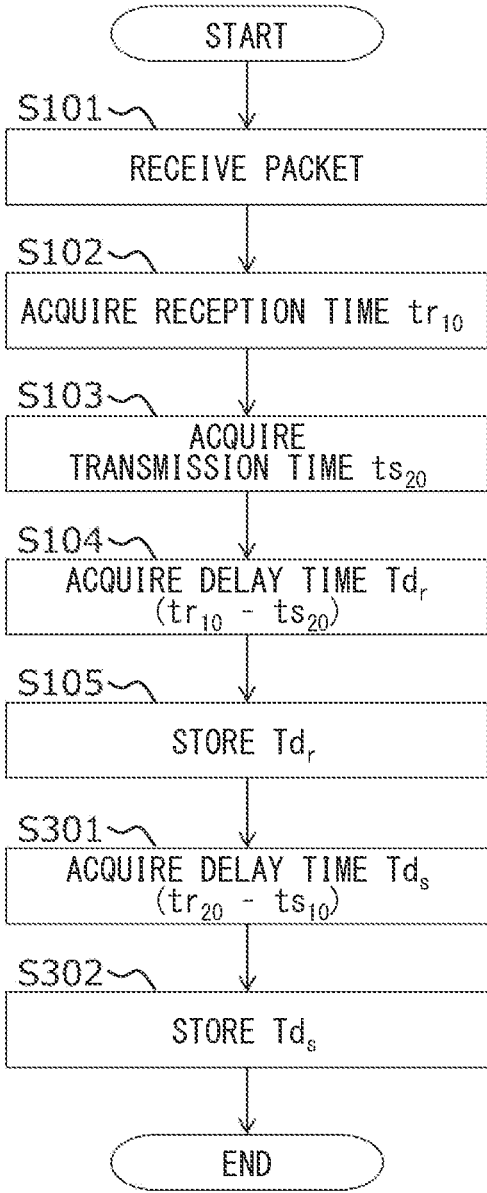 START
S101
RECEIVE PACKET
S102
ACQUIRE RECEPTION TIME tr₁₀
S103
ACQUIRE
TRANSMISSION TIME ts₂₀
S104
ACQUIRE DELAY TIME Tdᵣ
(tr₁₀ - ts₂₀)
S105
STORE Tdᵣ
S301
ACQUIRE DELAY TIME Tdₛ
(tr₂₀ - ts₁₀)
S302
STORE Tdₛ
END